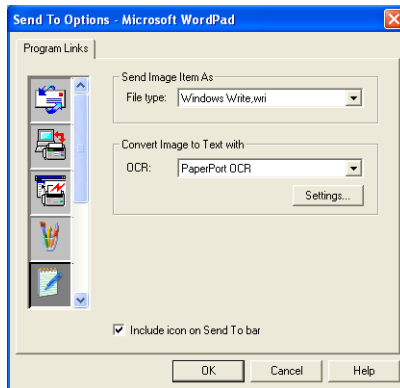 Send To Options - Microsoft WordPad
Program Links
Send Image Item As
File type: Windows Write,wri
Convert Image to Text with
OCR: PaperPort OCR
Settings...
Include icon on Send To bar
OK Cancel Help